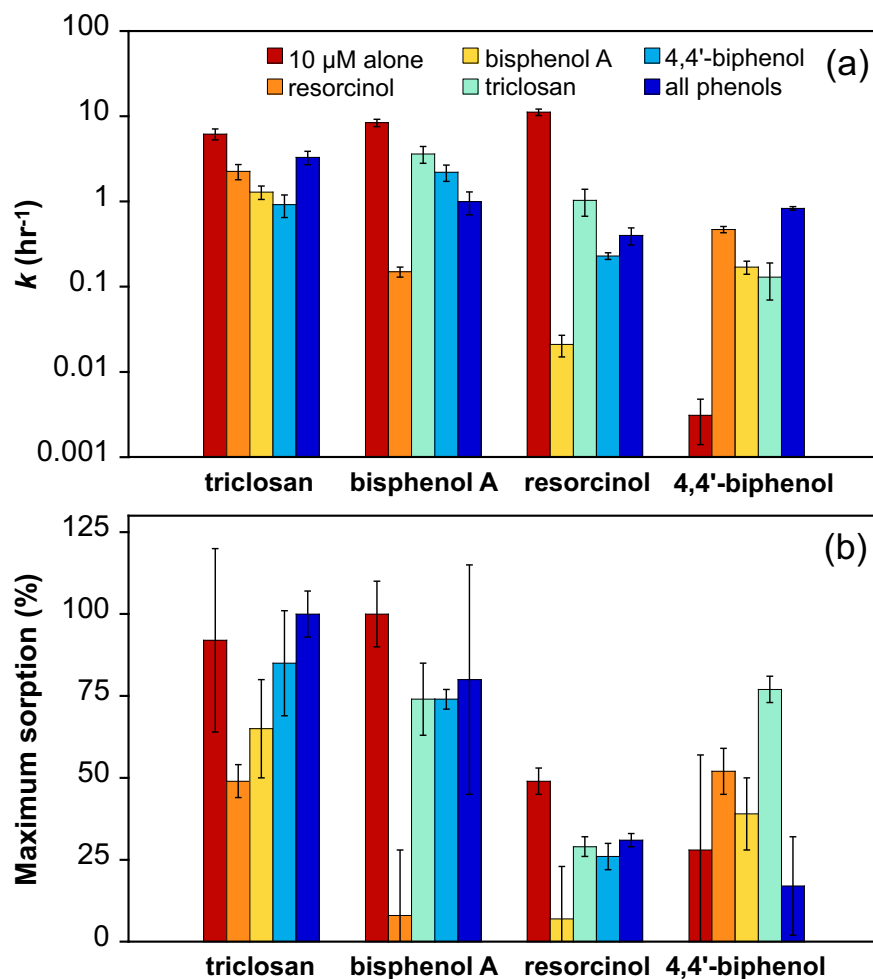 100
10 μM alone bisphenol A 4,4'-biphenol (a)
resorcinol triclosan all phenols
10
1
k (hr-1)
0.1
0.01
0.001
triclosan bisphenol A resorcinol 4,4'-biphenol
125 (b)
100
75
Maximum sorption (%)
50
25
0
triclosan bisphenol A resorcinol 4,4'-biphenol